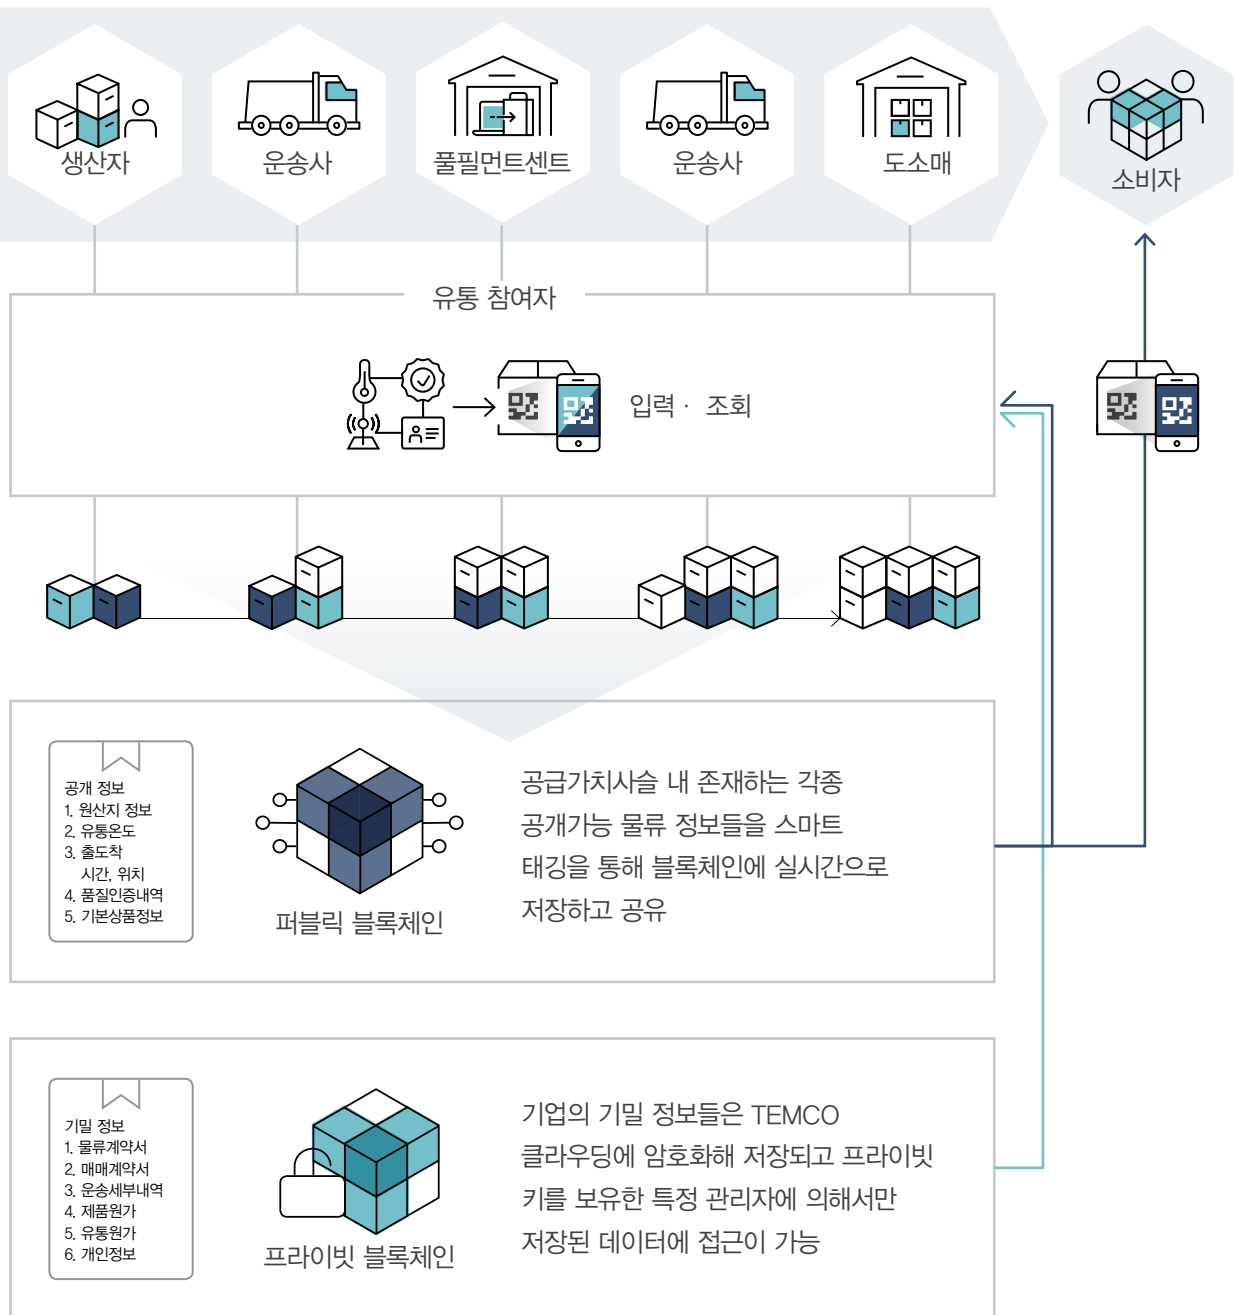 생산자
운송사
풀필먼트센트
운송사
도소매
소비자
유통 참여자
입력 · 조회
공개 정보
1. 원산지 정보
2. 유통온도
3. 출도착
시간, 위치
4. 품질인증내역
5. 기본상품정보
퍼블릭 블록체인
공급가치사슬 내 존재하는 각종
공개가능 물류 정보들을 스마트
태깅을 통해 블록체인에 실시간으로
저장하고 공유
기밀 정보
1. 물류계약서
2. 매매계약서
3. 운송세부내역
4. 제품원가
5. 유통원가
6. 개인정보
프라이빗 블록체인
기업의 기밀 정보들은 TEMCO
클라우딩에 암호화해 저장되고 프라이빗
키를 보유한 특정 관리자에 의해서만
저장된 데이터에 접근이 가능